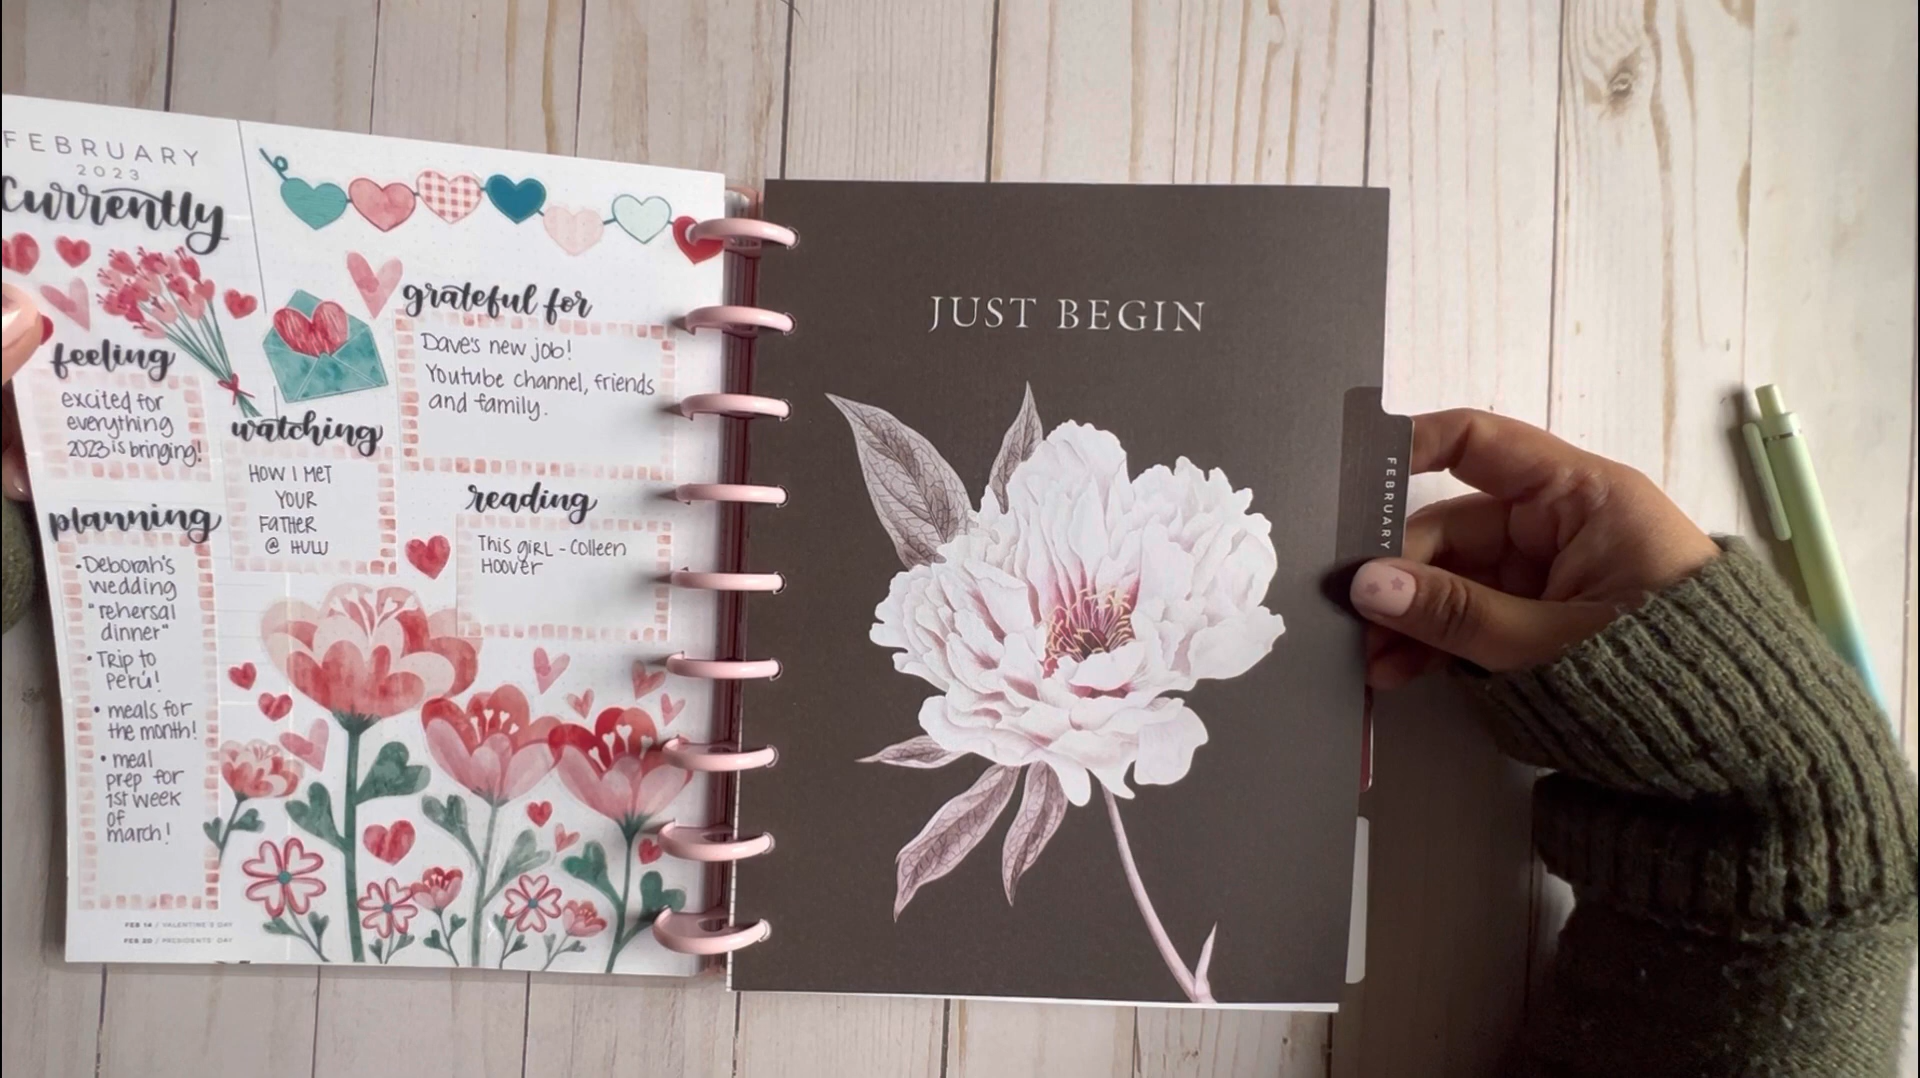 FEBRUARY
2023
currently
feeling
excited for
everything
2023 is bringing!
planning
•Deborah's
wedding
"rehersal
dinner"
• Trip to
Perú!
• meals for
the month!
• meal
prep for
1st week
of
march!
FEB 14 / VALENTINE'S DAY
FEB 20 / PRESIDENTS' DAY
watching
HOW I MET
YOUR
FATHER
@ HULU
grateful for
Dave's new job!
Youtube channel, friends
and family.
reading
This girl - Colleen
Hoover
JUST BEGIN
FEBRUARY